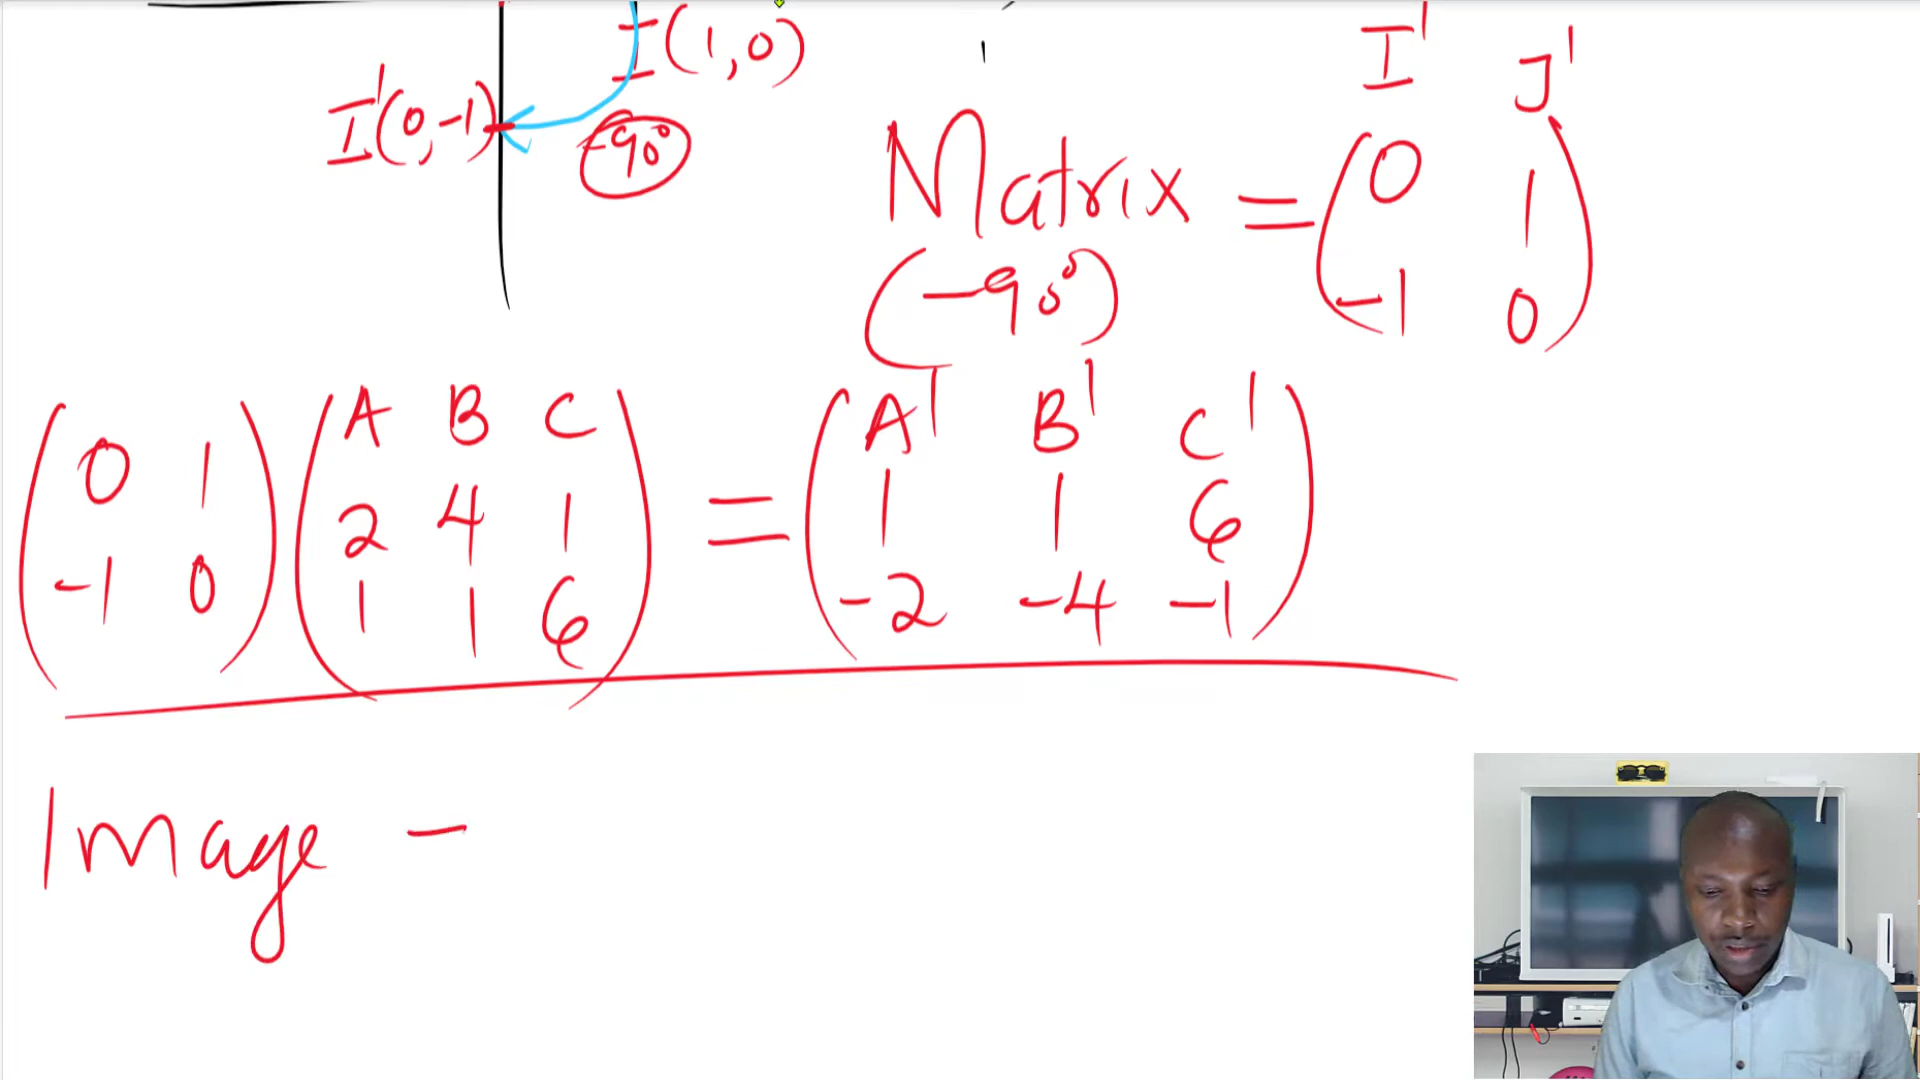 I(1,0)
I'(0,-1)
-90°
I' J'
Matrix = (0 1
(-90°) -1 0)
A B C A' B' C'
(0 1) (2 4 1) = (1 1 6)
(-1 0) (1 1 6) (-2 -4 -1)
Image -